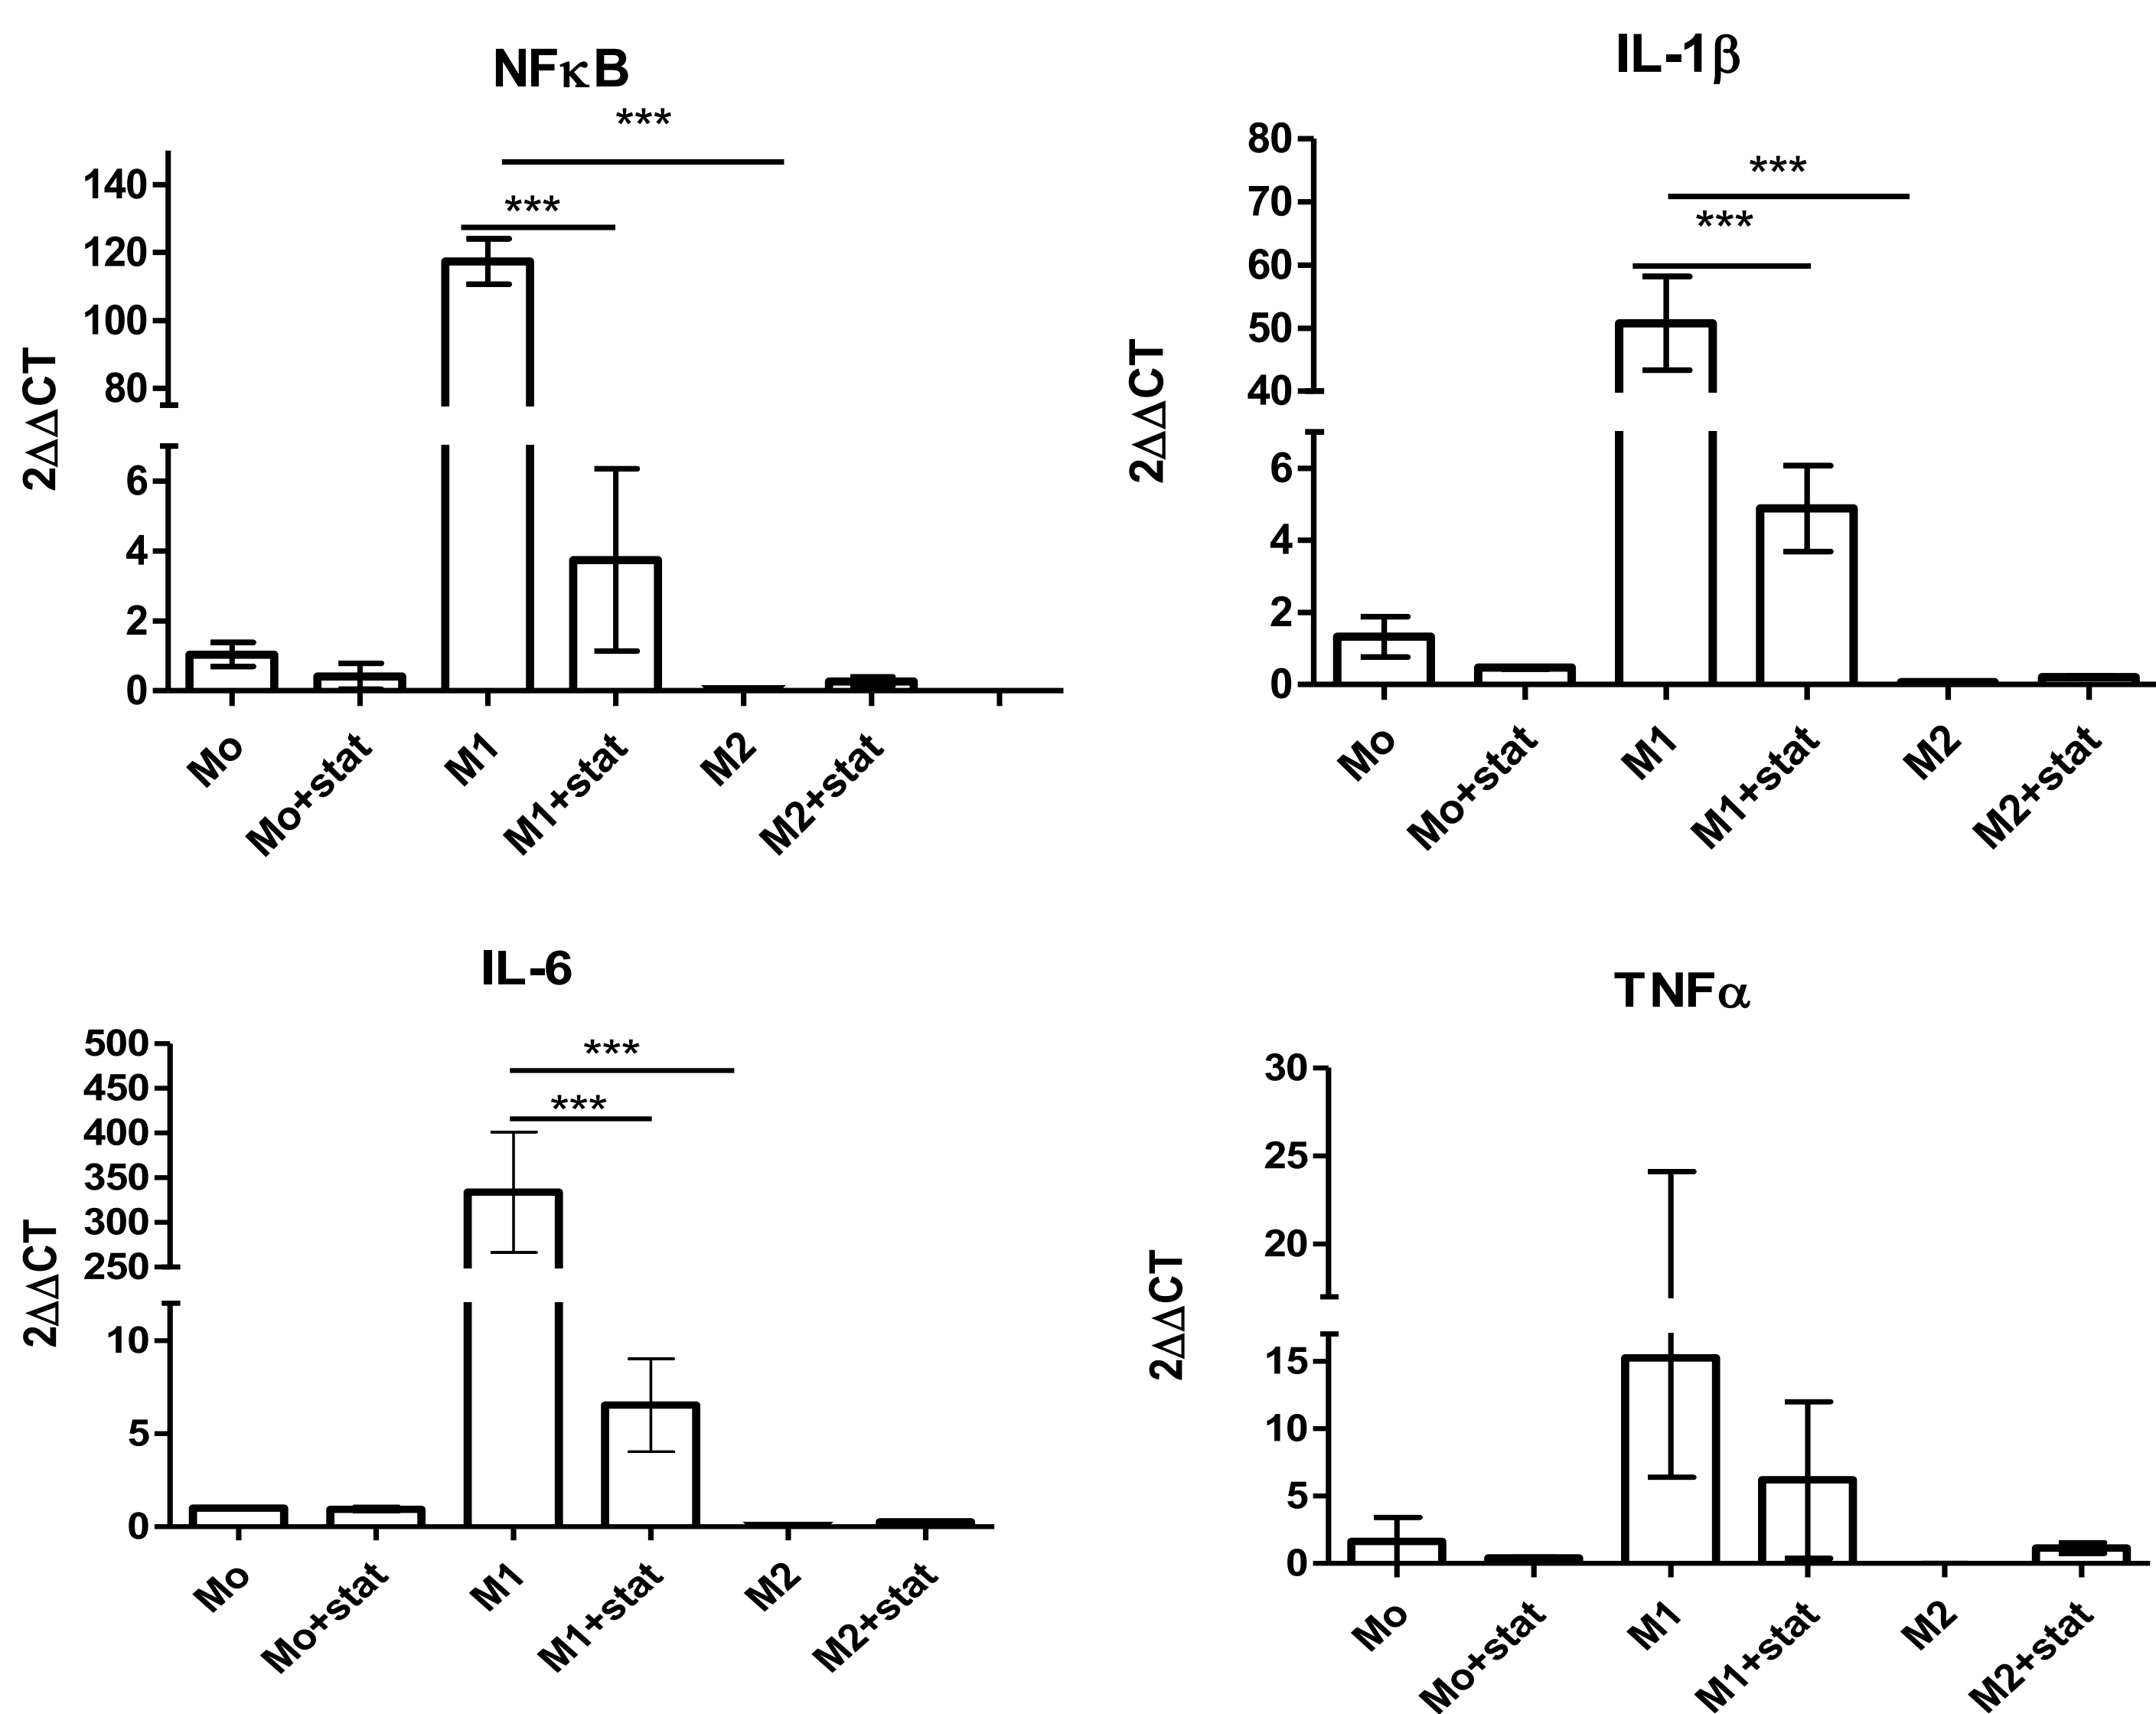 NFκB
***
***
140
120
100
80
6
4
2
0
2ΔΔCT
Mo
Mo+stat
M1
M1+stat
M2
M2+stat
IL-1β
***
***
80
70
60
50
40
6
4
2
0
2ΔΔCT
Mo
Mo+stat
M1
M1+stat
M2
M2+stat
IL-6
***
***
500
450
400
350
300
250
10
5
0
2ΔΔCT
Mo
Mo+stat
M1
M1+stat
M2
M2+stat
TNFα
30
25
20
15
10
5
0
2ΔΔCT
Mo
Mo+stat
M1
M1+stat
M2
M2+stat